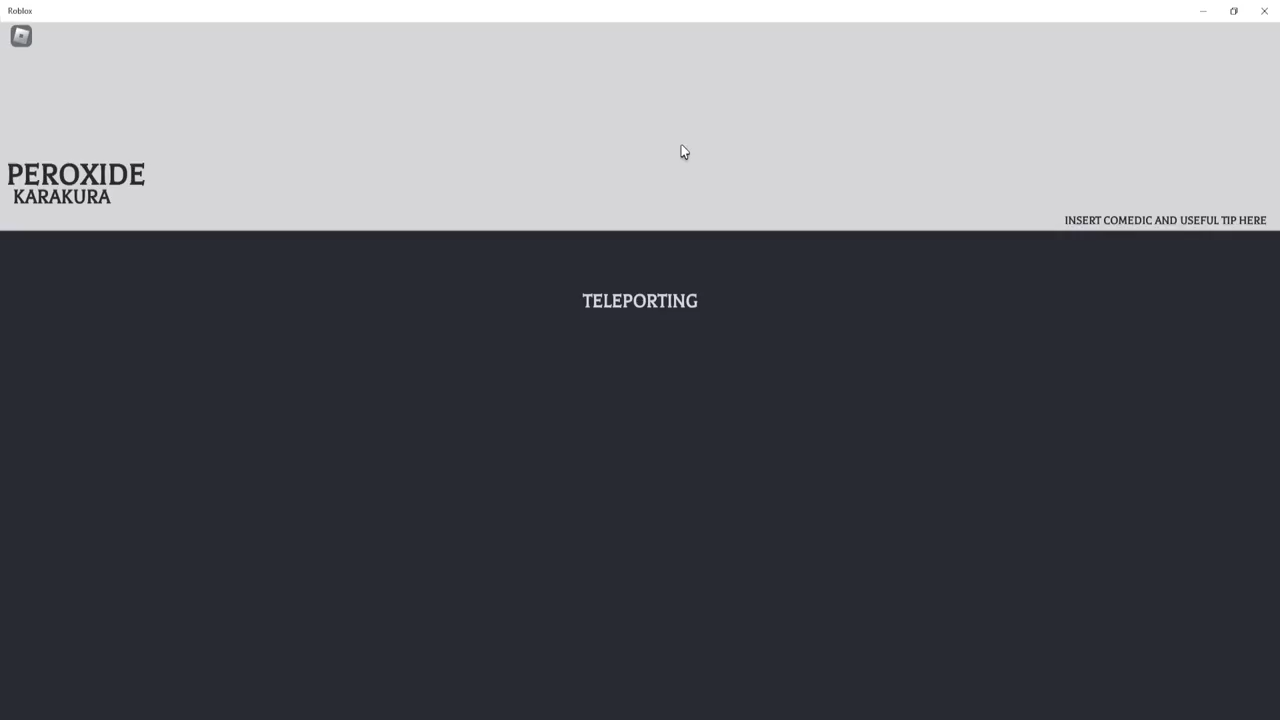 Roblox
PEROXIDE
KARAKURA
INSERT COMEDIC AND USEFUL TIP HERE
TELEPORTING